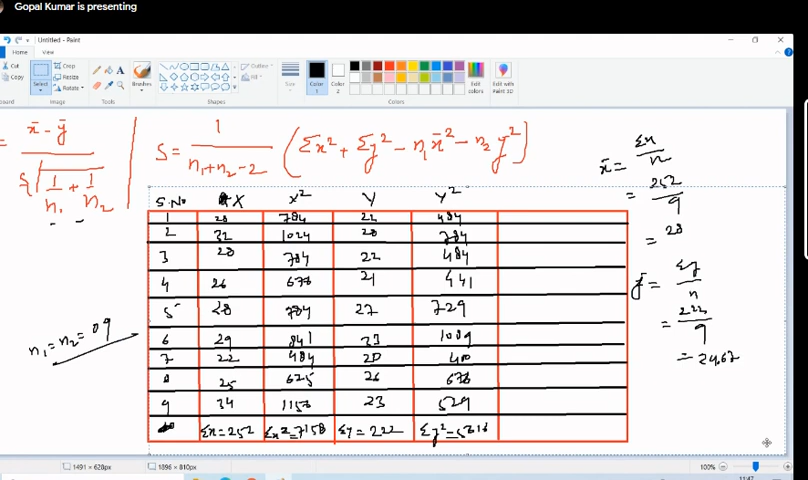 Gopal Kumar is presenting
Untitled - Paint
Home View
Cut
Copy
Select
Crop
Resize
Rotate
Brushes
Outline
Fill
Size
Color 1
Color 2
Edit colors
Edit with Paint 3D
Image Tools Shapes Colors
= x̄ - ȳ / S√(1/n₁ + 1/n₂)
S = 1/(n₁+n₂-2) (Σx² + Σy² - n₁x̄² - n₂ȳ²)
S.No X x² Y Y²
1 28 784 22 484
2 32 1024 28 784
3 28 784 22 484
4 26 676 21 441
5 28 784 27 729
6 29 841 33 1089
7 22 484 20 400
8 25 625 26 676
9 34 1156 23 529
Σx=252 Σx²=7158 Σy=222 Σy²=5616
n₁=n₂=09
x̄ = Σx/n
= 252/9
= 28
ȳ = Σy/n
= 222/9
= 24.67
1491 × 628px
1896 × 810px
100%
11:47